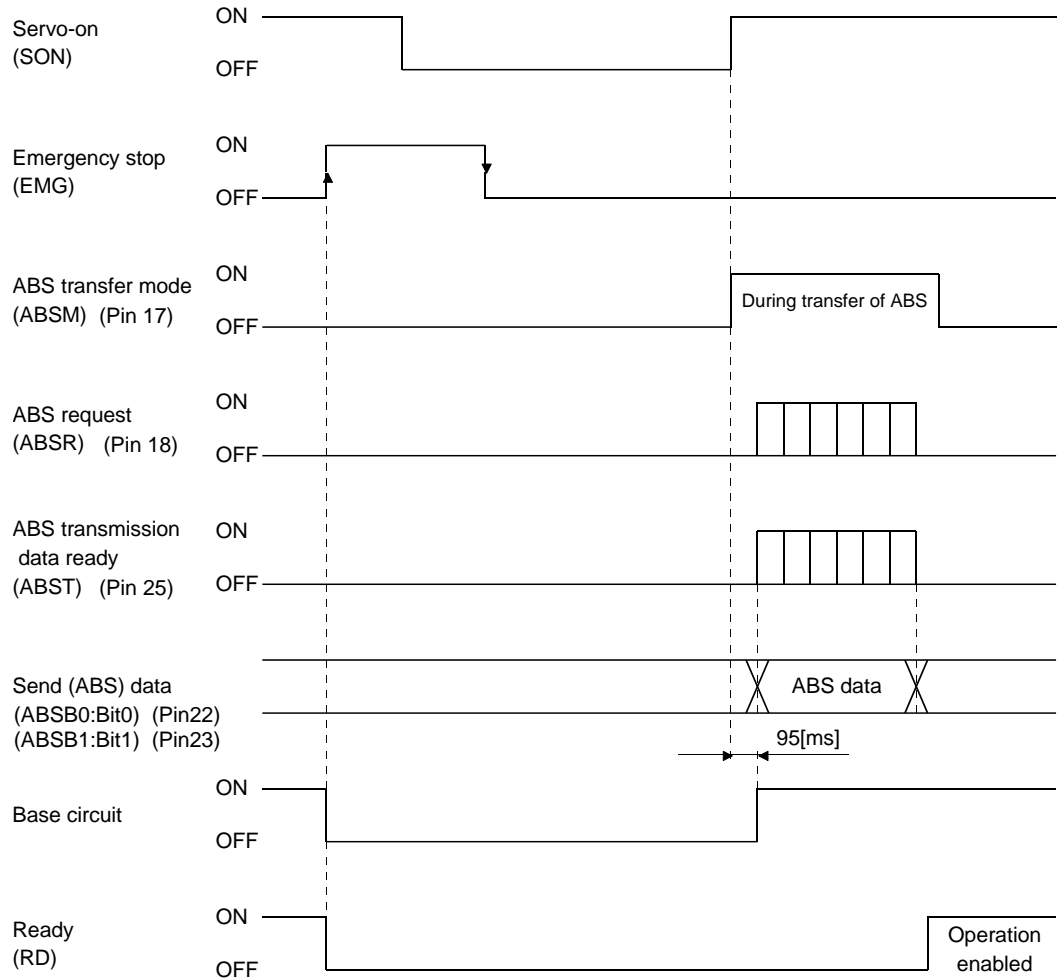 Servo-on
(SON)
ON
OFF
Emergency stop
(EMG)
ON
OFF
ABS transfer mode
(ABSM) (Pin 17)
ON
OFF
During transfer of ABS
ABS request
(ABSR) (Pin 18)
ON
OFF
ABS transmission
data ready
(ABST) (Pin 25)
ON
OFF
Send (ABS) data
(ABSB0:Bit0) (Pin22)
(ABSB1:Bit1) (Pin23)
ABS data
95[ms]
Base circuit
ON
OFF
Ready
(RD)
ON
OFF
Operation
enabled